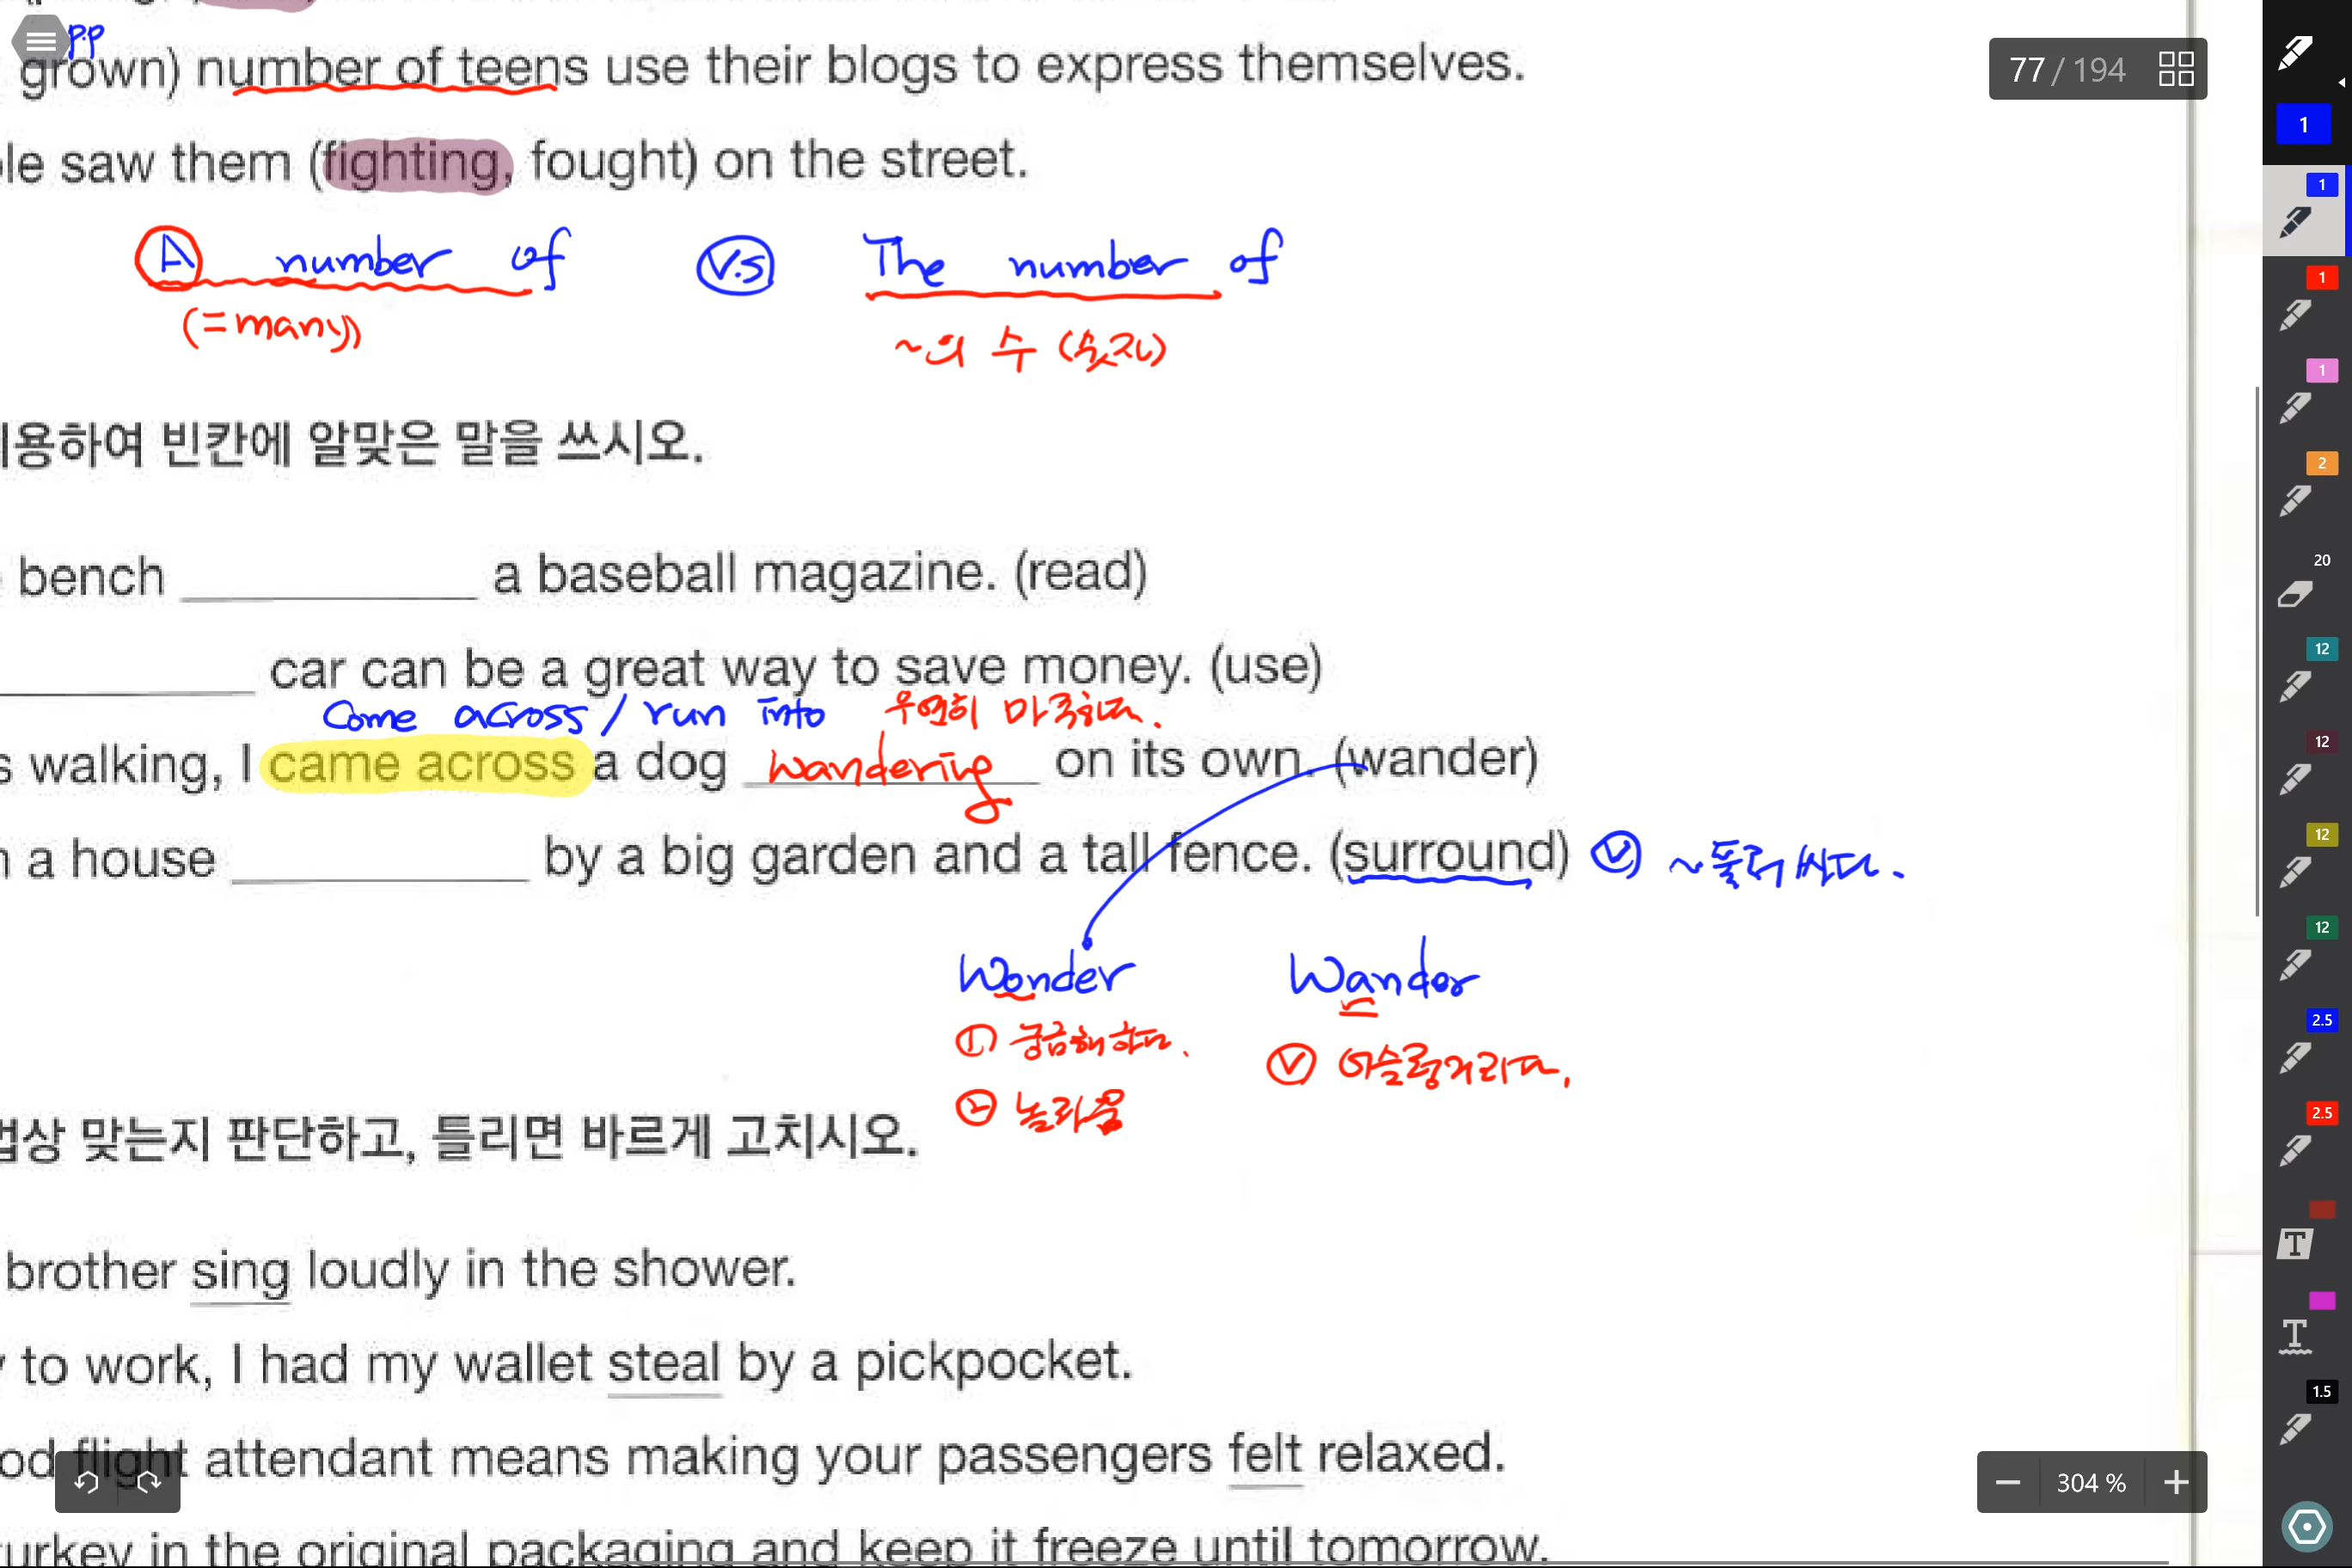 p.p
grown) number of teens use their blogs to express themselves.
77 / 194
le saw them (fighting, fought) on the street.
A number of V.S The number of
(=many) ~의 수 (숫자)
용하여 빈칸에 알맞은 말을 쓰시오.
bench a baseball magazine. (read)
car can be a great way to save money. (use)
Come across / run into 우연히 마주하다.
s walking, I came across a dog wandering on its own. (wander)
a house by a big garden and a tall fence. (surround) V ~둘러 싸다.
Wonder Wander
① 궁금해하다. V 어슬렁거리다.
② 놀라움
상 맞는지 판단하고, 틀리면 바르게 고치시오.
brother sing loudly in the shower.
to work, I had my wallet steal by a pickpocket.
od flight attendant means making your passengers felt relaxed.
304 %
urkey in the original packaging and keep it freeze until tomorrow.
1
1
1
1
2
20
12
12
12
12
2.5
2.5
T
T
1.5